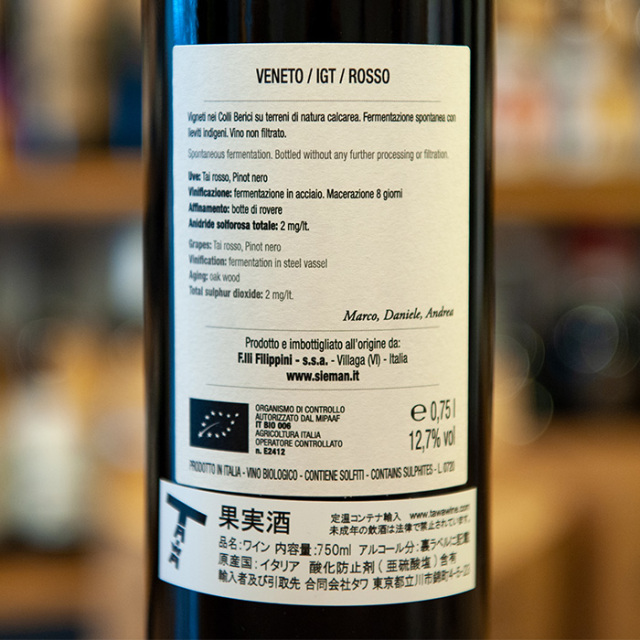 VENETO / IGT / ROSSO
Vigneti nei Colli Berici su terreni di natura calcarea. Fermentazione spontanea con
lieviti indigeni. Vino non filtrato.
Spontaneous fermentation. Bottled without any further processing or filtration.
Uve: Tai rosso, Pinot nero
Vinificazione: fermentazione in acciaio. Macerazione 8 giorni
Affinamento: botte di rovere
Anidride solforosa totale: 2 mg/lt.
Grapes: Tai rosso, Pinot nero
Vinification: fermentation in steel vassel
Aging: oak wood
Total sulphur dioxide: 2 mg/lt.
Marco, Daniele, Andrea
Prodotto e imbottigliato all'origine da:
F.lli Filippini - s.s.a. - Villaga (VI) - Italia
www.sieman.it
ORGANISMO DI CONTROLLO
AUTORIZZATO DAL MIPAAF
IT BIO 006
AGRICOLTURA ITALIA
OPERATORE CONTROLLATO
n. E2412
℮ 0,75 l
12,7% vol
PRODOTTO IN ITALIA - VINO BIOLOGICO - CONTIENE SOLFITI - CONTAINS SULPHITES - L. 0720
TAWA
果実酒
定温コンテナ輸入 www.tawawine.com
未成年の飲酒は法律で禁止されています。
品名:ワイン 内容量:750ml アルコール分:裏ラベルに記載
原産国:イタリア 酸化防止剤(亜硫酸塩)含有
輸入者及び引取先 合同会社タワ 東京都立川市錦町4-5-23